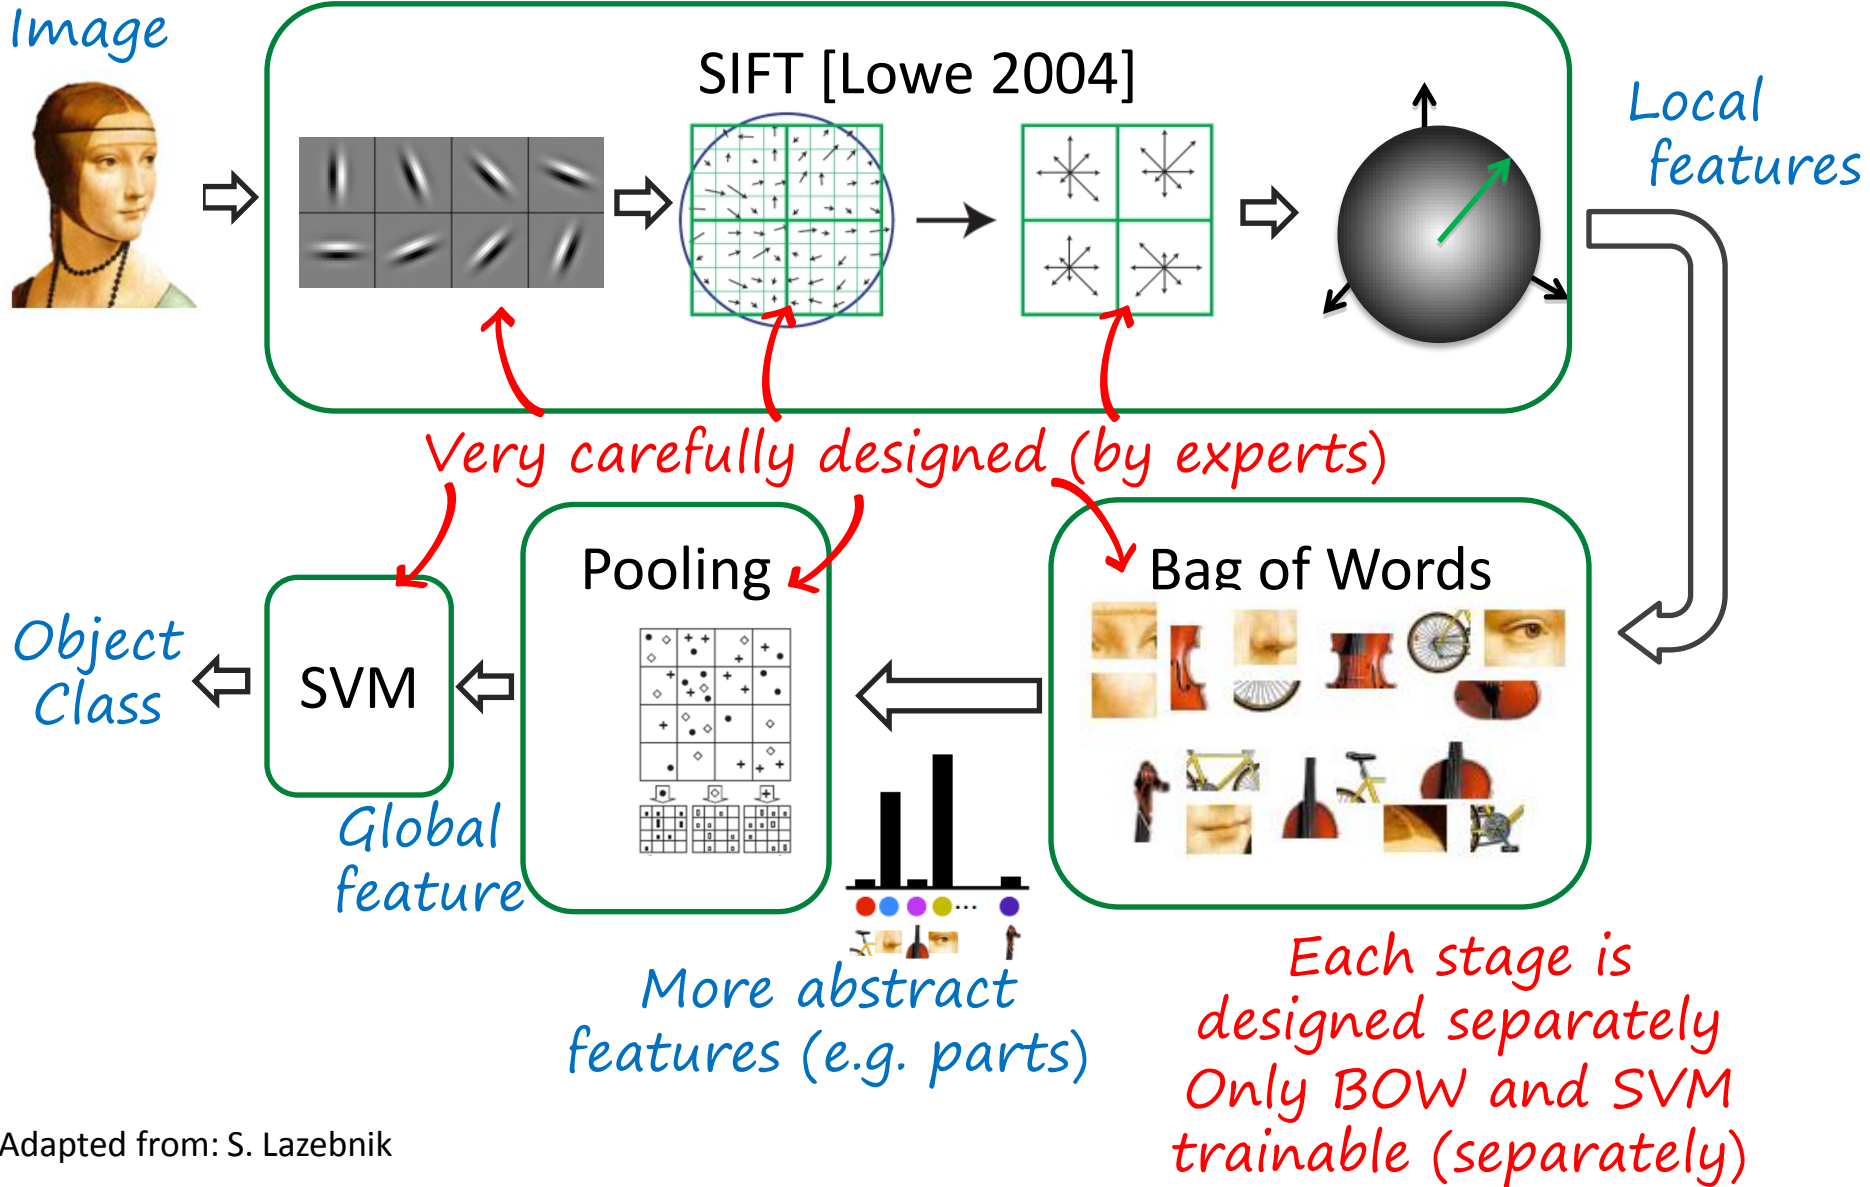 Image
SIFT [Lowe 2004]
Local
features
Very carefully designed (by experts)
Pooling
Bag of Words
Object
Class
SVM
Global
feature
...
More abstract
features (e.g. parts)
Each stage is
designed separately
Only BOW and SVM
trainable (separately)
Adapted from: S. Lazebnik